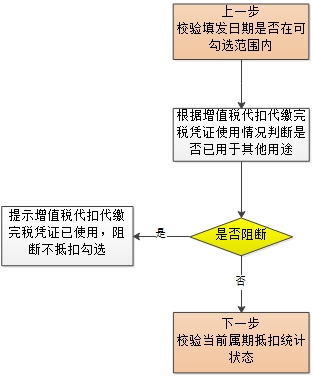 上一步
校验填发日期是否在可
勾选范围内
根据增值税代扣代缴完
税凭证使用情况判断是
否已用于其他用途
是否阻断
是
提示增值税代扣代缴
完税凭证已使用，阻
断不抵扣勾选
否
下一步
校验当前属期抵扣统计
状态